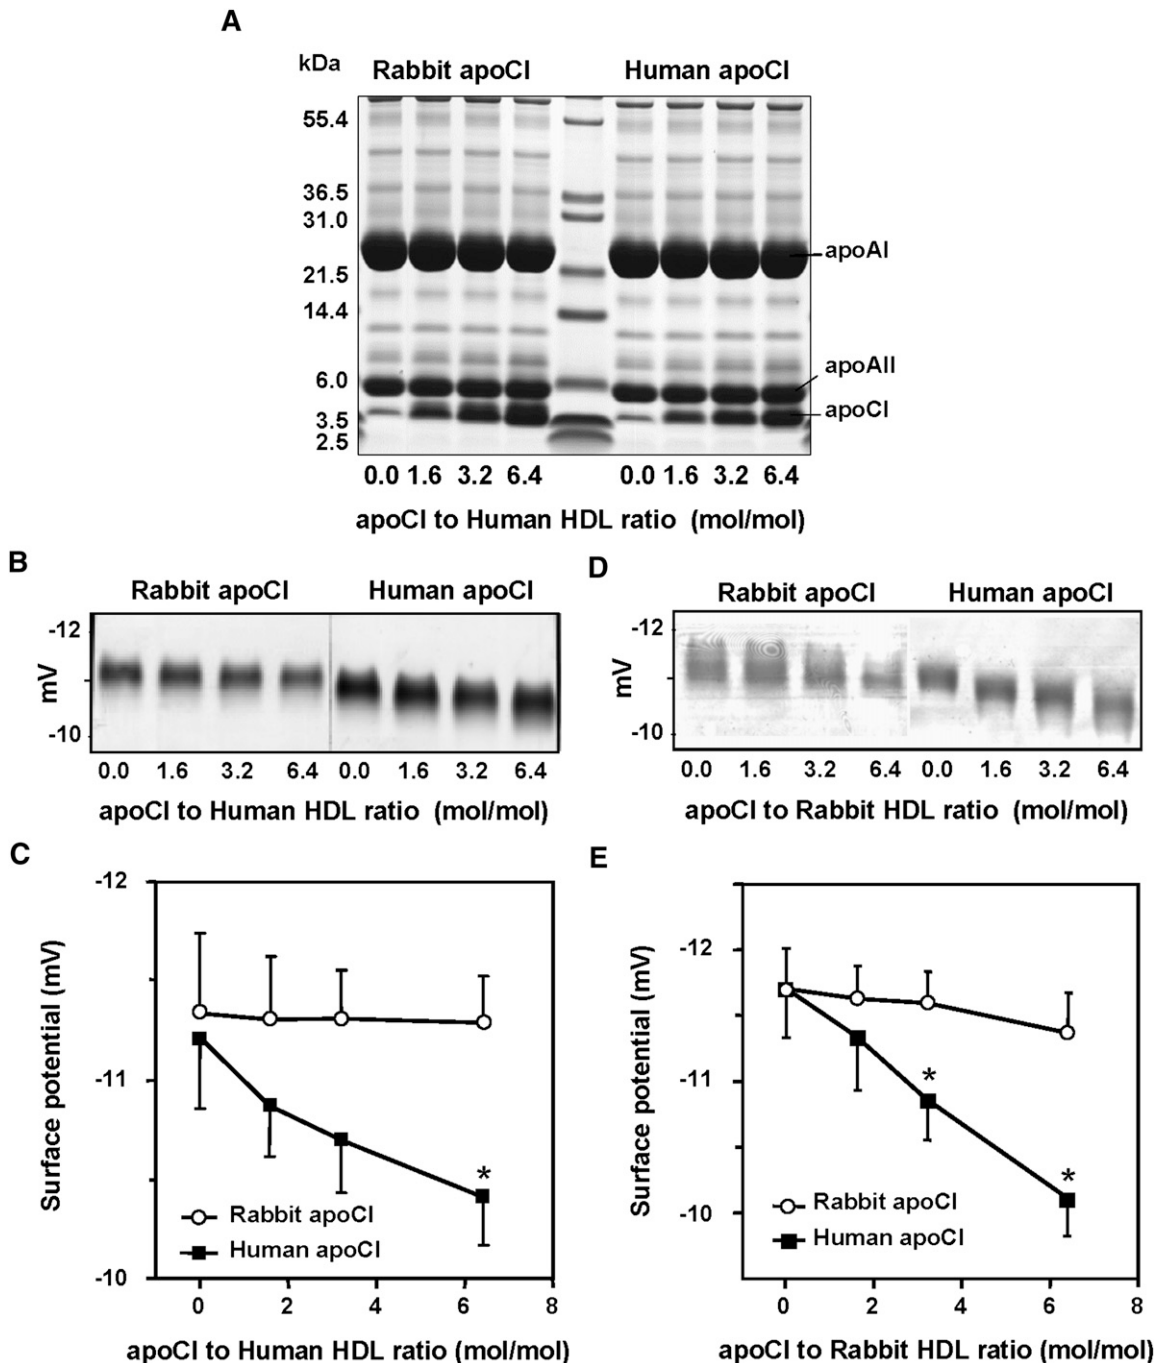 A
kDa
Rabbit apoCI Human apoCI
55.4
36.5
31.0
21.5
14.4
6.0
3.5
2.5
apoAI
apoAII
apoCI
0.0 1.6 3.2 6.4 0.0 1.6 3.2 6.4
apoCI to Human HDL ratio (mol/mol)
B
Rabbit apoCI Human apoCI
-12
mV
-10
0.0 1.6 3.2 6.4 0.0 1.6 3.2 6.4
apoCI to Human HDL ratio (mol/mol)
D
Rabbit apoCI Human apoCI
-12
mV
-10
0.0 1.6 3.2 6.4 0.0 1.6 3.2 6.4
apoCI to Rabbit HDL ratio (mol/mol)
C
-12
-11
-10
Surface potential (mV)
*
Rabbit apoCI
Human apoCI
0 2 4 6 8
apoCI to Human HDL ratio (mol/mol)
E
-12
-11
-10
Surface potential (mV)
*
*
Rabbit apoCI
Human apoCI
0 2 4 6 8
apoCI to Rabbit HDL ratio (mol/mol)